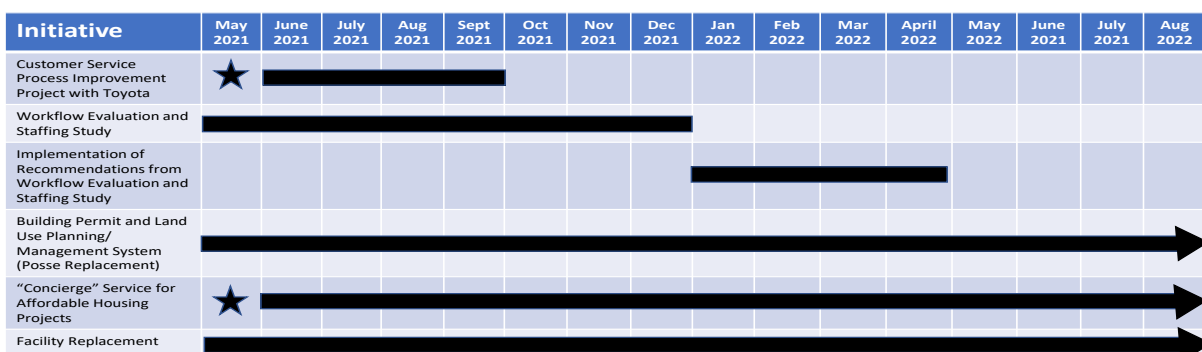 Initiative
May
2021
June
2021
July
2021
Aug
2021
Sept
2021
Oct
2021
Nov
2021
Dec
2021
Jan
2022
Feb
2022
Mar
2022
April
2022
May
2022
June
2021
July
2021
Aug
2022
Customer Service
Process Improvement
Project with Toyota
Workflow Evaluation and
Staffing Study
Implementation of
Recommendations from
Workflow Evaluation and
Staffing Study
Building Permit and Land
Use Planning/
Management System
(Posse Replacement)
“Concierge” Service for
Affordable Housing
Projects
Facility Replacement